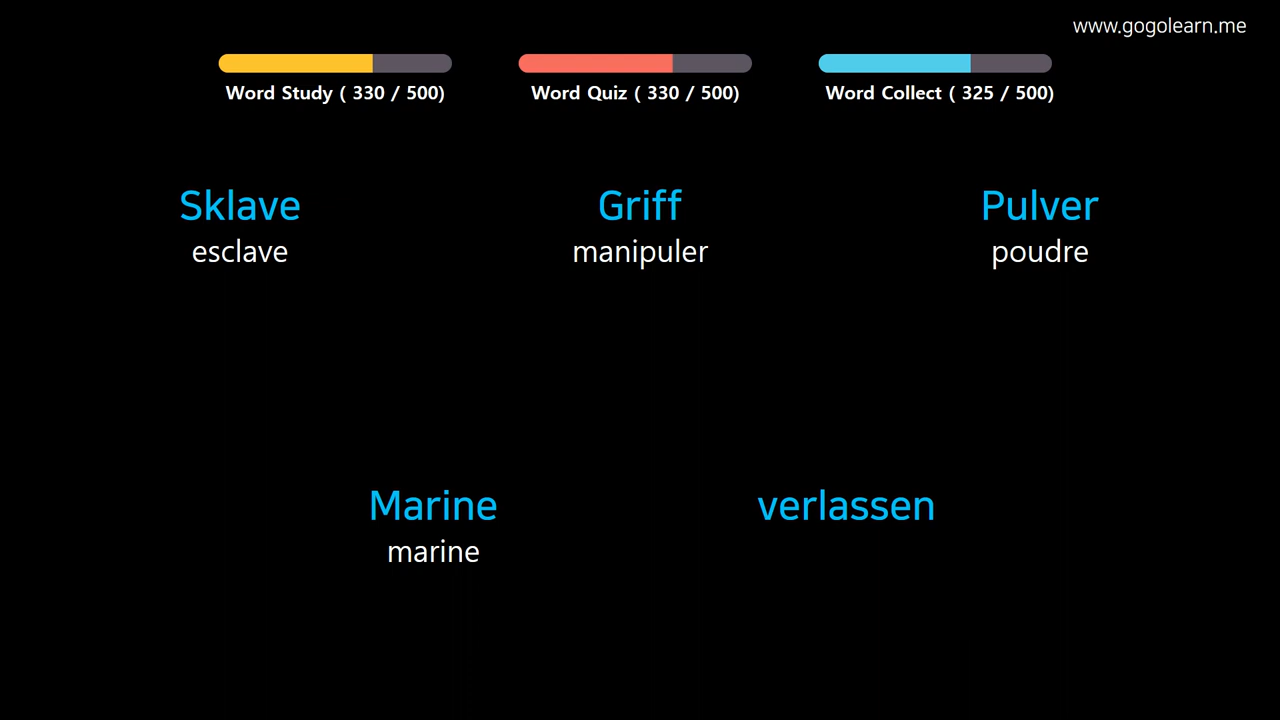 www.gogolearn.me
Word Study ( 330 / 500)
Word Quiz ( 330 / 500)
Word Collect ( 325 / 500)
Sklave
esclave
Griff
manipuler
Pulver
poudre
Marine
marine
verlassen